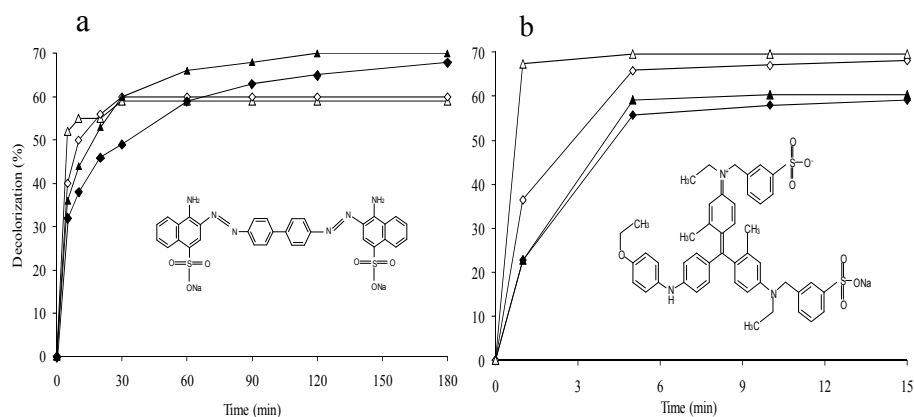 a
Decolorization (%)
70
60
50
40
30
20
10
0
0 30 60 90 120 150 180
Time (min)
NH₂
N
N
N
N
NH₂
O S O
ONa
O S O
ONa
b
70
60
50
40
30
20
10
0
0 3 6 9 12 15
Time (min)
H₃C
N⁺
O
S O⁻
O
CH₃
H₃C
CH₃
O
N
H
N
O
S ONa
O
H₃C